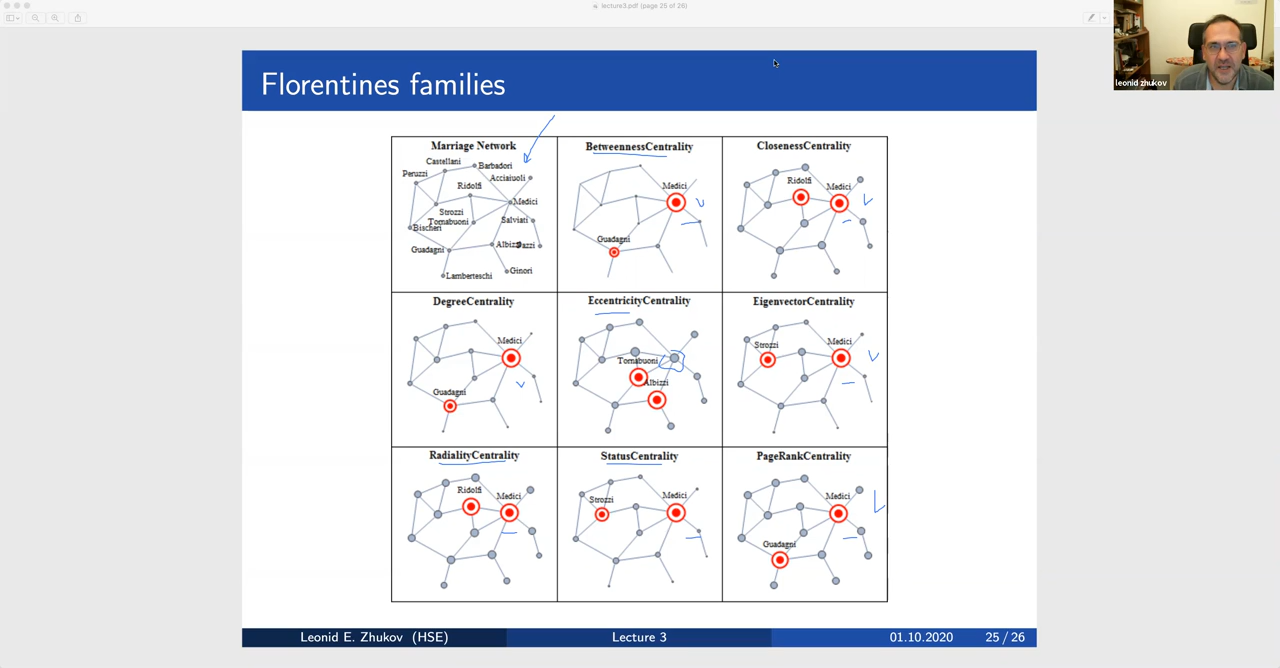 lecture3.pdf (page 25 of 26)
leonid zhukov
Florentines families
Marriage Network
Castellani
Barbadori
Peruzzi
Acciaiuoli
Ridolfi
Medici
Strozzi
Tornabuoni
Salviati
Bischeri
Guadagni
Albizzi
Pazzi
Lamberteschi
Ginori
BetweennessCentrality
Medici
Guadagni
ClosenessCentrality
Ridolfi
Medici
DegreeCentrality
Medici
Guadagni
EccentricityCentrality
Tornabuoni
Albizzi
EigenvectorCentrality
Strozzi
Medici
RadialityCentrality
Ridolfi
Medici
StatusCentrality
Strozzi
Medici
PageRankCentrality
Medici
Guadagni
Leonid E. Zhukov (HSE)
Lecture 3
01.10.2020
25 / 26